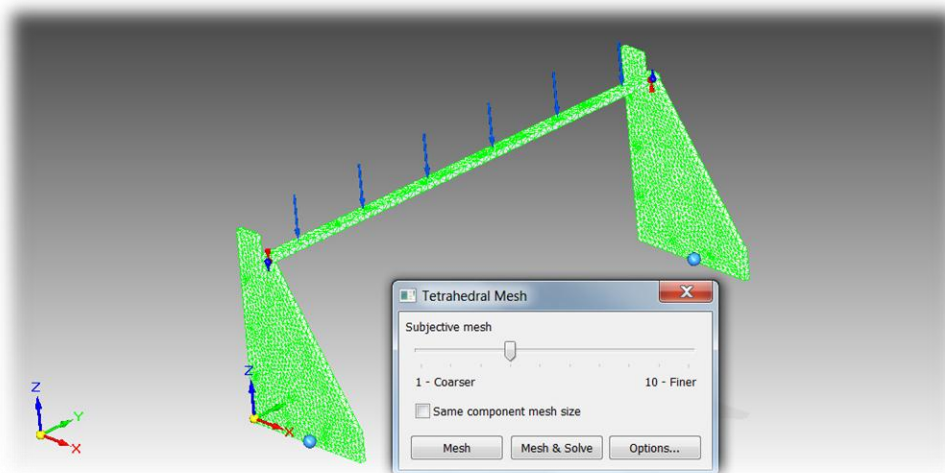 Tetrahedral Mesh
Subjective mesh
1 - Coarser 10 - Finer
Same component mesh size
Mesh Mesh & Solve Options...
Z
Y
X
Z
X